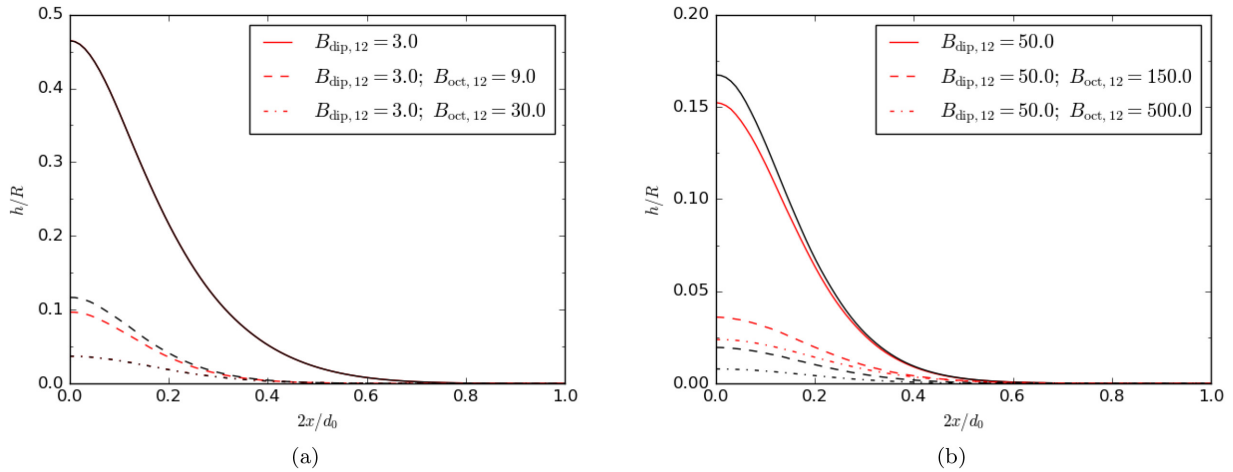 0.5
0.4
0.3
0.2
0.1
0.0
h/R
B_dip, 12 = 3.0
B_dip, 12 = 3.0; B_oct, 12 = 9.0
B_dip, 12 = 3.0; B_oct, 12 = 30.0
0.0 0.2 0.4 0.6 0.8 1.0
2x/d_0
(a)
0.20
0.15
0.10
0.05
0.00
h/R
B_dip, 12 = 50.0
B_dip, 12 = 50.0; B_oct, 12 = 150.0
B_dip, 12 = 50.0; B_oct, 12 = 500.0
0.0 0.2 0.4 0.6 0.8 1.0
2x/d_0
(b)